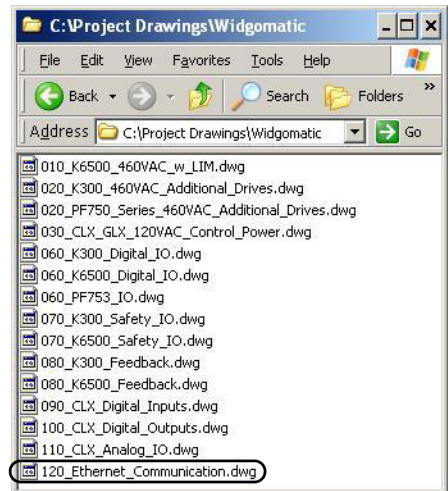 C:\Project Drawings\Widgomatic
File Edit View Favorites Tools Help
Back Search Folders »
Address C:\Project Drawings\Widgomatic Go
010_K6500_460VAC_w_LIM.dwg
020_K300_460VAC_Additional_Drives.dwg
020_PF750_Series_460VAC_Additional_Drives.dwg
030_CLX_GLX_120VAC_Control_Power.dwg
060_K300_Digital_IO.dwg
060_K6500_Digital_IO.dwg
060_PF753_IO.dwg
070_K300_Safety_IO.dwg
070_K6500_Safety_IO.dwg
080_K300_Feedback.dwg
080_K6500_Feedback.dwg
090_CLX_Digital_Inputs.dwg
100_CLX_Digital_Outputs.dwg
110_CLX_Analog_IO.dwg
120_Ethernet_Communication.dwg